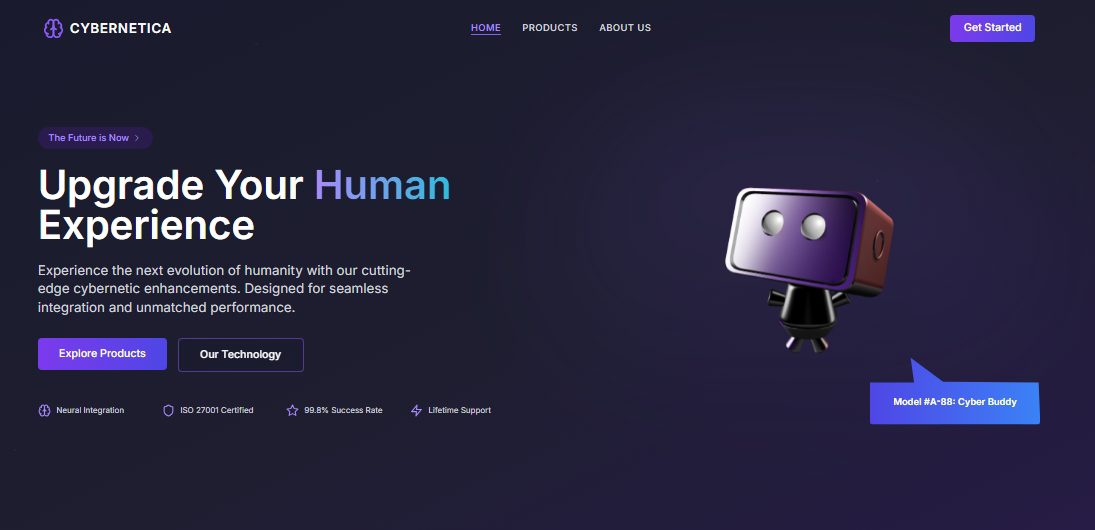 CYBERNETICA
HOME
PRODUCTS
ABOUT US
Get Started
The Future is Now
Upgrade Your Human
Experience
Experience the next evolution of humanity with our cutting-
edge cybernetic enhancements. Designed for seamless
integration and unmatched performance.
Explore Products
Our Technology
Neural Integration
ISO 27001 Certified
99.8% Success Rate
Lifetime Support
Model #A-88: Cyber Buddy